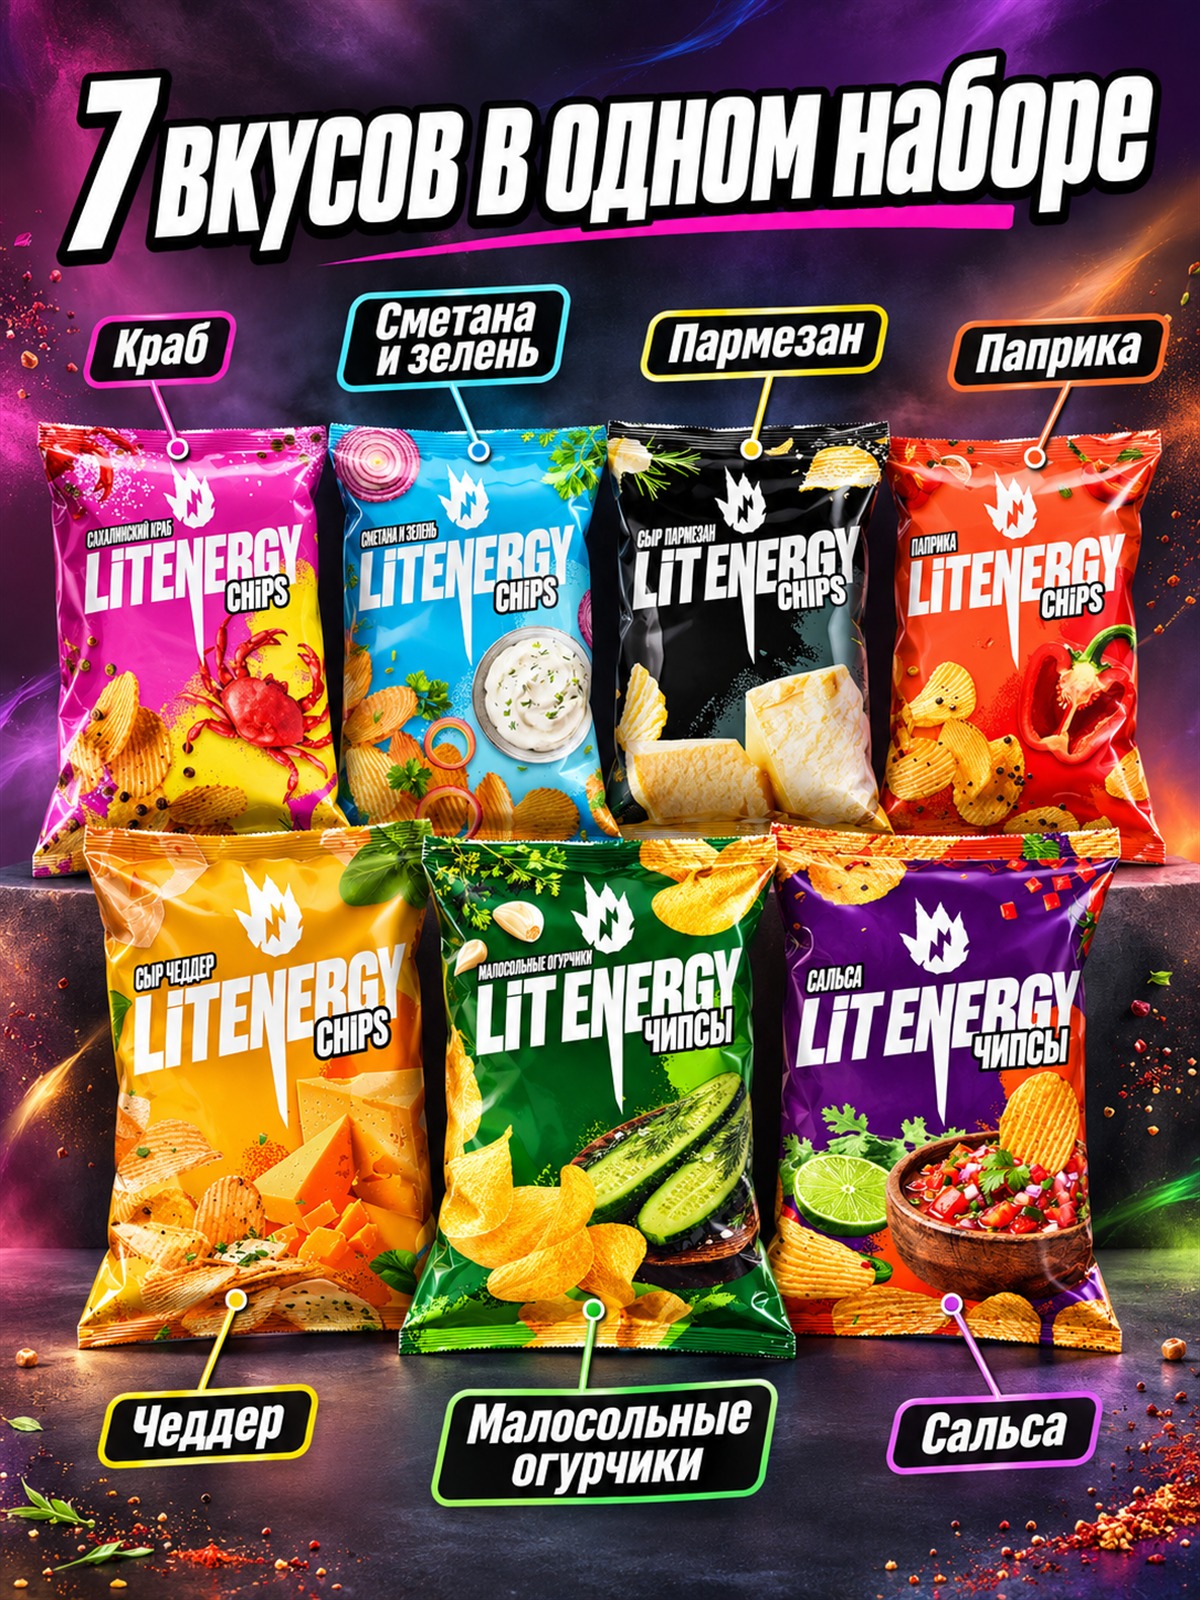 7 вкусов в одном наборе
Краб
Сметана
и зелень
Пармезан
Паприка
САХАЛИНСКИЙ КРАБ
LiTENERGY
CHiPS
СМЕТАНА И ЗЕЛЕНЬ
LiTENERGY
CHiPS
СЫР ПАРМЕЗАН
LiT ENERGY
CHiPS
ПАПРИКА
LiTENERGY
CHiPS
СЫР ЧЕДДЕР
LiTENERGY
CHiPS
МАЛОСОЛЬНЫЕ ОГУРЧИКИ
LiT ENERGY
ЧИПСЫ
САЛЬСА
LiT ENERGY
ЧИПСЫ
Чеддер
Малосольные
огурчики
Сальса